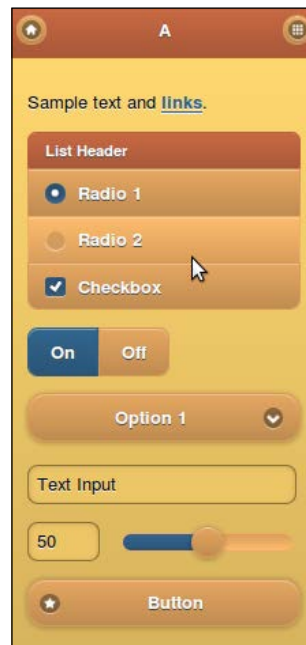 A
Sample text and links.
List Header
Radio 1
Radio 2
Checkbox
On Off
Option 1
Text Input
50
Button